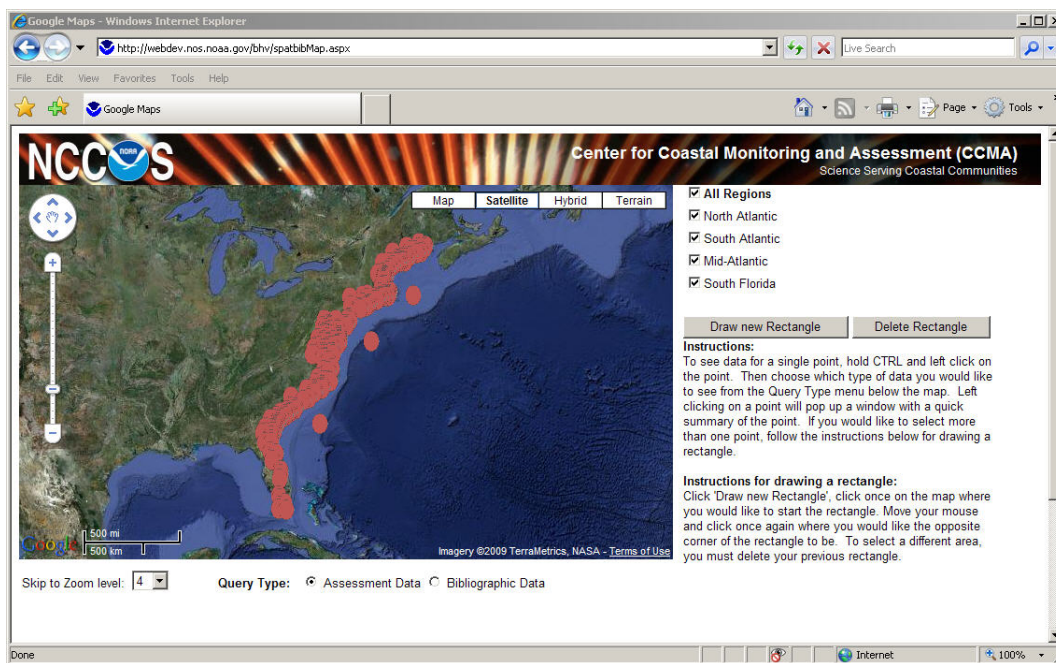 Google Maps - Windows Internet Explorer
http://webdev.nos.noaa.gov/bhv/spatbibMap.aspx
Live Search
File Edit View Favorites Tools Help
Google Maps
Page Tools
NCCOS
NOAA
Center for Coastal Monitoring and Assessment (CCMA)
Science Serving Coastal Communities
Map Satellite Hybrid Terrain
All Regions
North Atlantic
South Atlantic
Mid-Atlantic
South Florida
Draw new Rectangle Delete Rectangle
Instructions:
To see data for a single point, hold CTRL and left click on
the point. Then choose which type of data you would like
to see from the Query Type menu below the map. Left
clicking on a point will pop up a window with a quick
summary of the point. If you would like to select more
than one point, follow the instructions below for drawing a
rectangle.
Instructions for drawing a rectangle:
Click 'Draw new Rectangle', click once on the map where
you would like to start the rectangle. Move your mouse
and click once again where you would like the opposite
corner of the rectangle to be. To select a different area,
you must delete your previous rectangle.
500 mi
500 km
Google
Imagery ©2009 TerraMetrics, NASA - Terms of Use
Skip to Zoom level: 4 Query Type: Assessment Data Bibliographic Data
Done Internet 100%